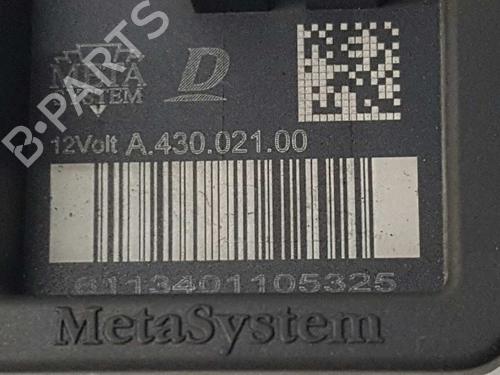 META
SYSTEM
D
12Volt A.430.021.00
6113401105325
MetaSystem
B-PARTS